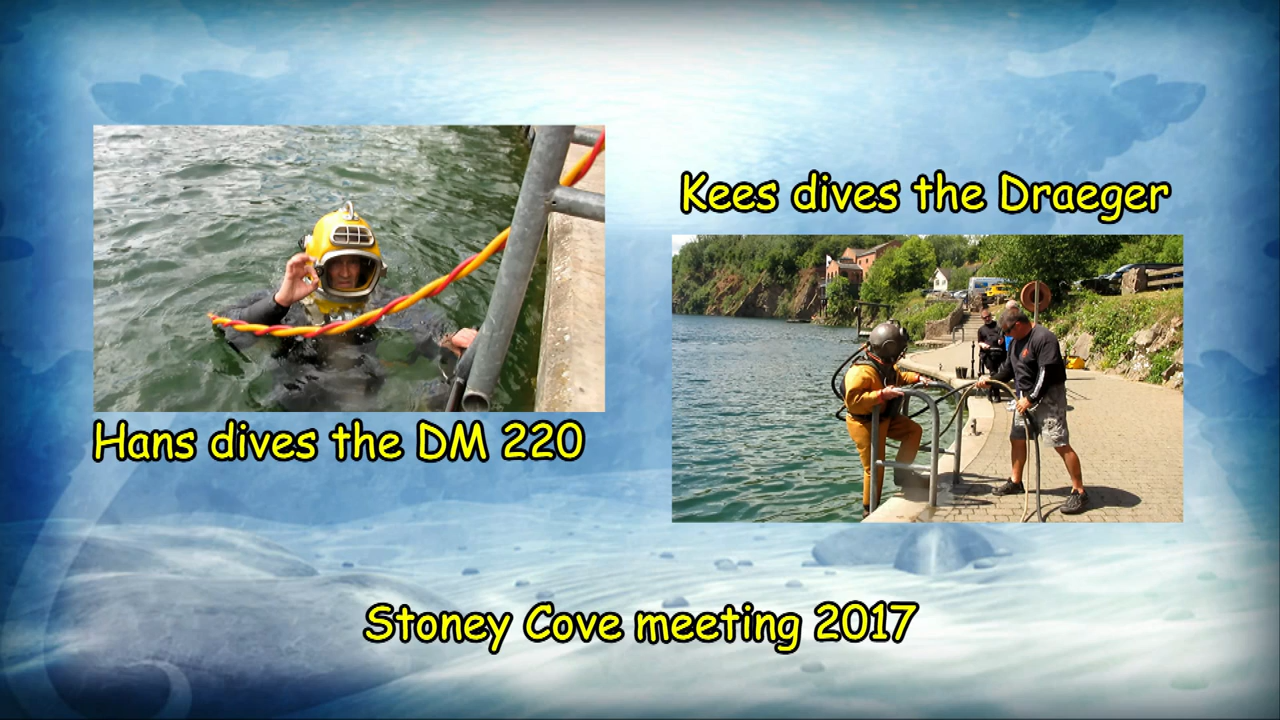 Kees dives the Draeger
Hans dives the DM 220
Stoney Cove meeting 2017